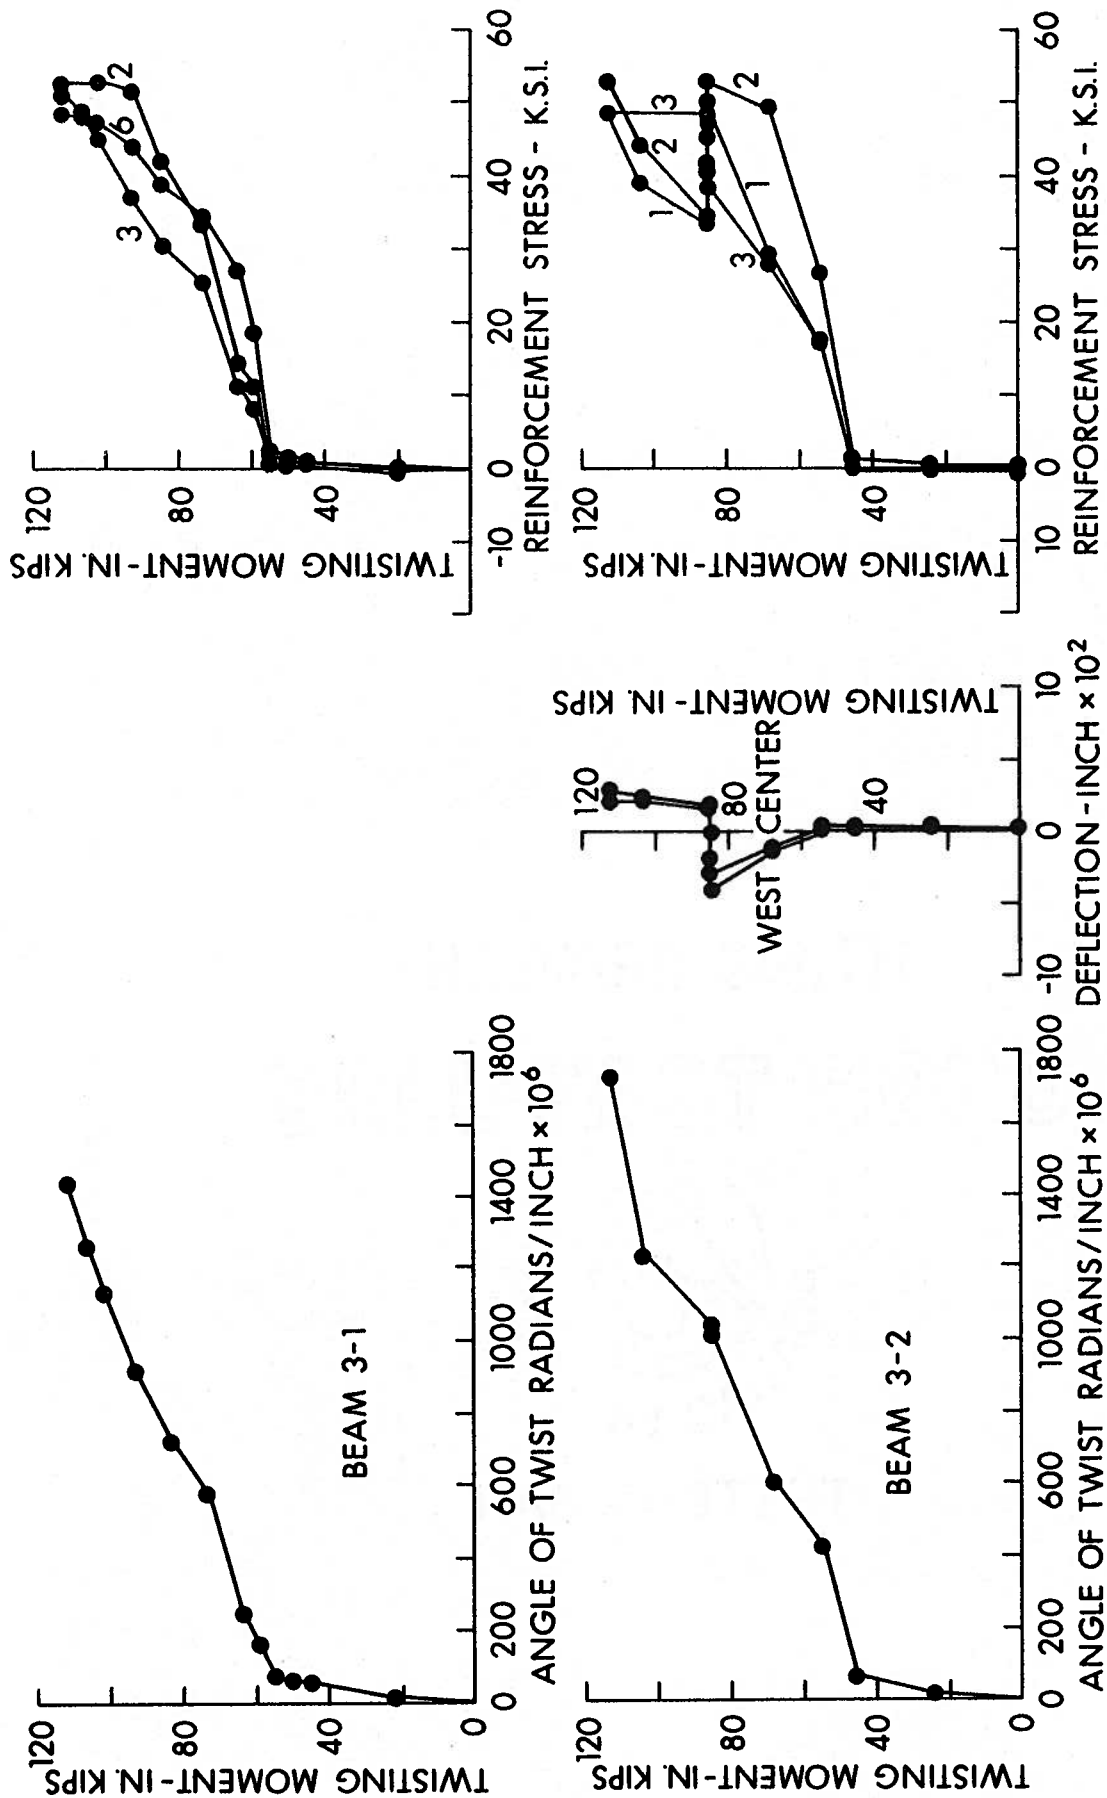 120
80
40
0
TWISTING MOMENT-IN. KIPS
BEAM 3-1
0 200 600 1000 1400 1800
ANGLE OF TWIST RADIANS/INCH × 10⁶
120
80
40
TWISTING MOMENT-IN. KIPS
3
6
2
-10 0 20 40 60
REINFORCEMENT STRESS - K.S.I.
120
80
40
0
TWISTING MOMENT-IN. KIPS
BEAM 3-2
0 200 600 1000 1400 1800
ANGLE OF TWIST RADIANS/INCH × 10⁶
120
80
40
TWISTING MOMENT-IN. KIPS
WEST
CENTER
-10 0 10
DEFLECTION-INCH × 10²
120
80
40
TWISTING MOMENT-IN. KIPS
1
2
3
3
1
2
10 0 20 40 60
REINFORCEMENT STRESS - K.S.I.